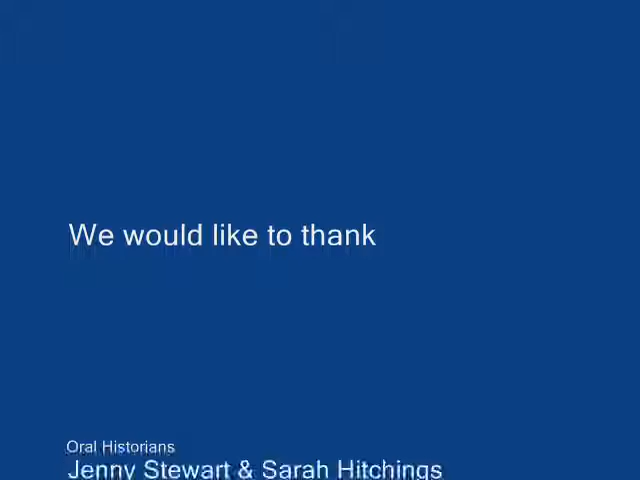 We would like to thank
Oral Historians
Jenny Stewart & Sarah Hitchings